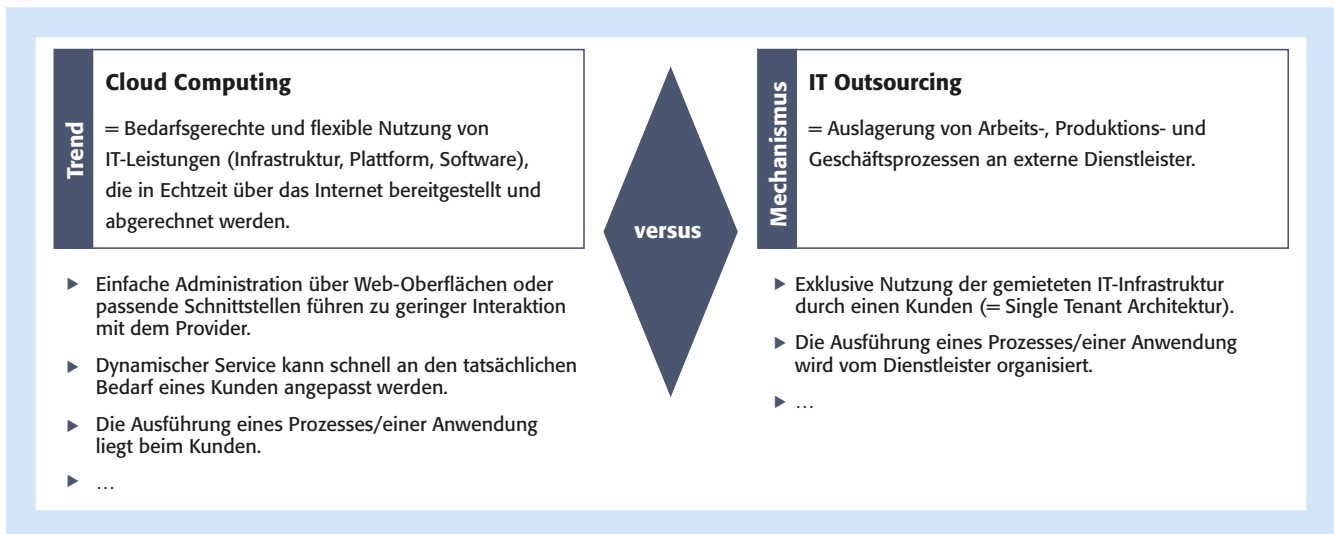 Trend
Cloud Computing
= Bedarfsgerechte und flexible Nutzung von
IT-Leistungen (Infrastruktur, Plattform, Software),
die in Echtzeit über das Internet bereitgestellt und
abgerechnet werden.
▶ Einfache Administration über Web-Oberflächen oder
passende Schnittstellen führen zu geringer Interaktion
mit dem Provider.
▶ Dynamischer Service kann schnell an den tatsächlichen
Bedarf eines Kunden angepasst werden.
▶ Die Ausführung eines Prozesses/einer Anwendung
liegt beim Kunden.
▶ …
versus
Mechanismus
IT Outsourcing
= Auslagerung von Arbeits-, Produktions- und
Geschäftsprozessen an externe Dienstleister.
▶ Exklusive Nutzung der gemieteten IT-Infrastruktur
durch einen Kunden (= Single Tenant Architektur).
▶ Die Ausführung eines Prozesses/einer Anwendung
wird vom Dienstleister organisiert.
▶ …